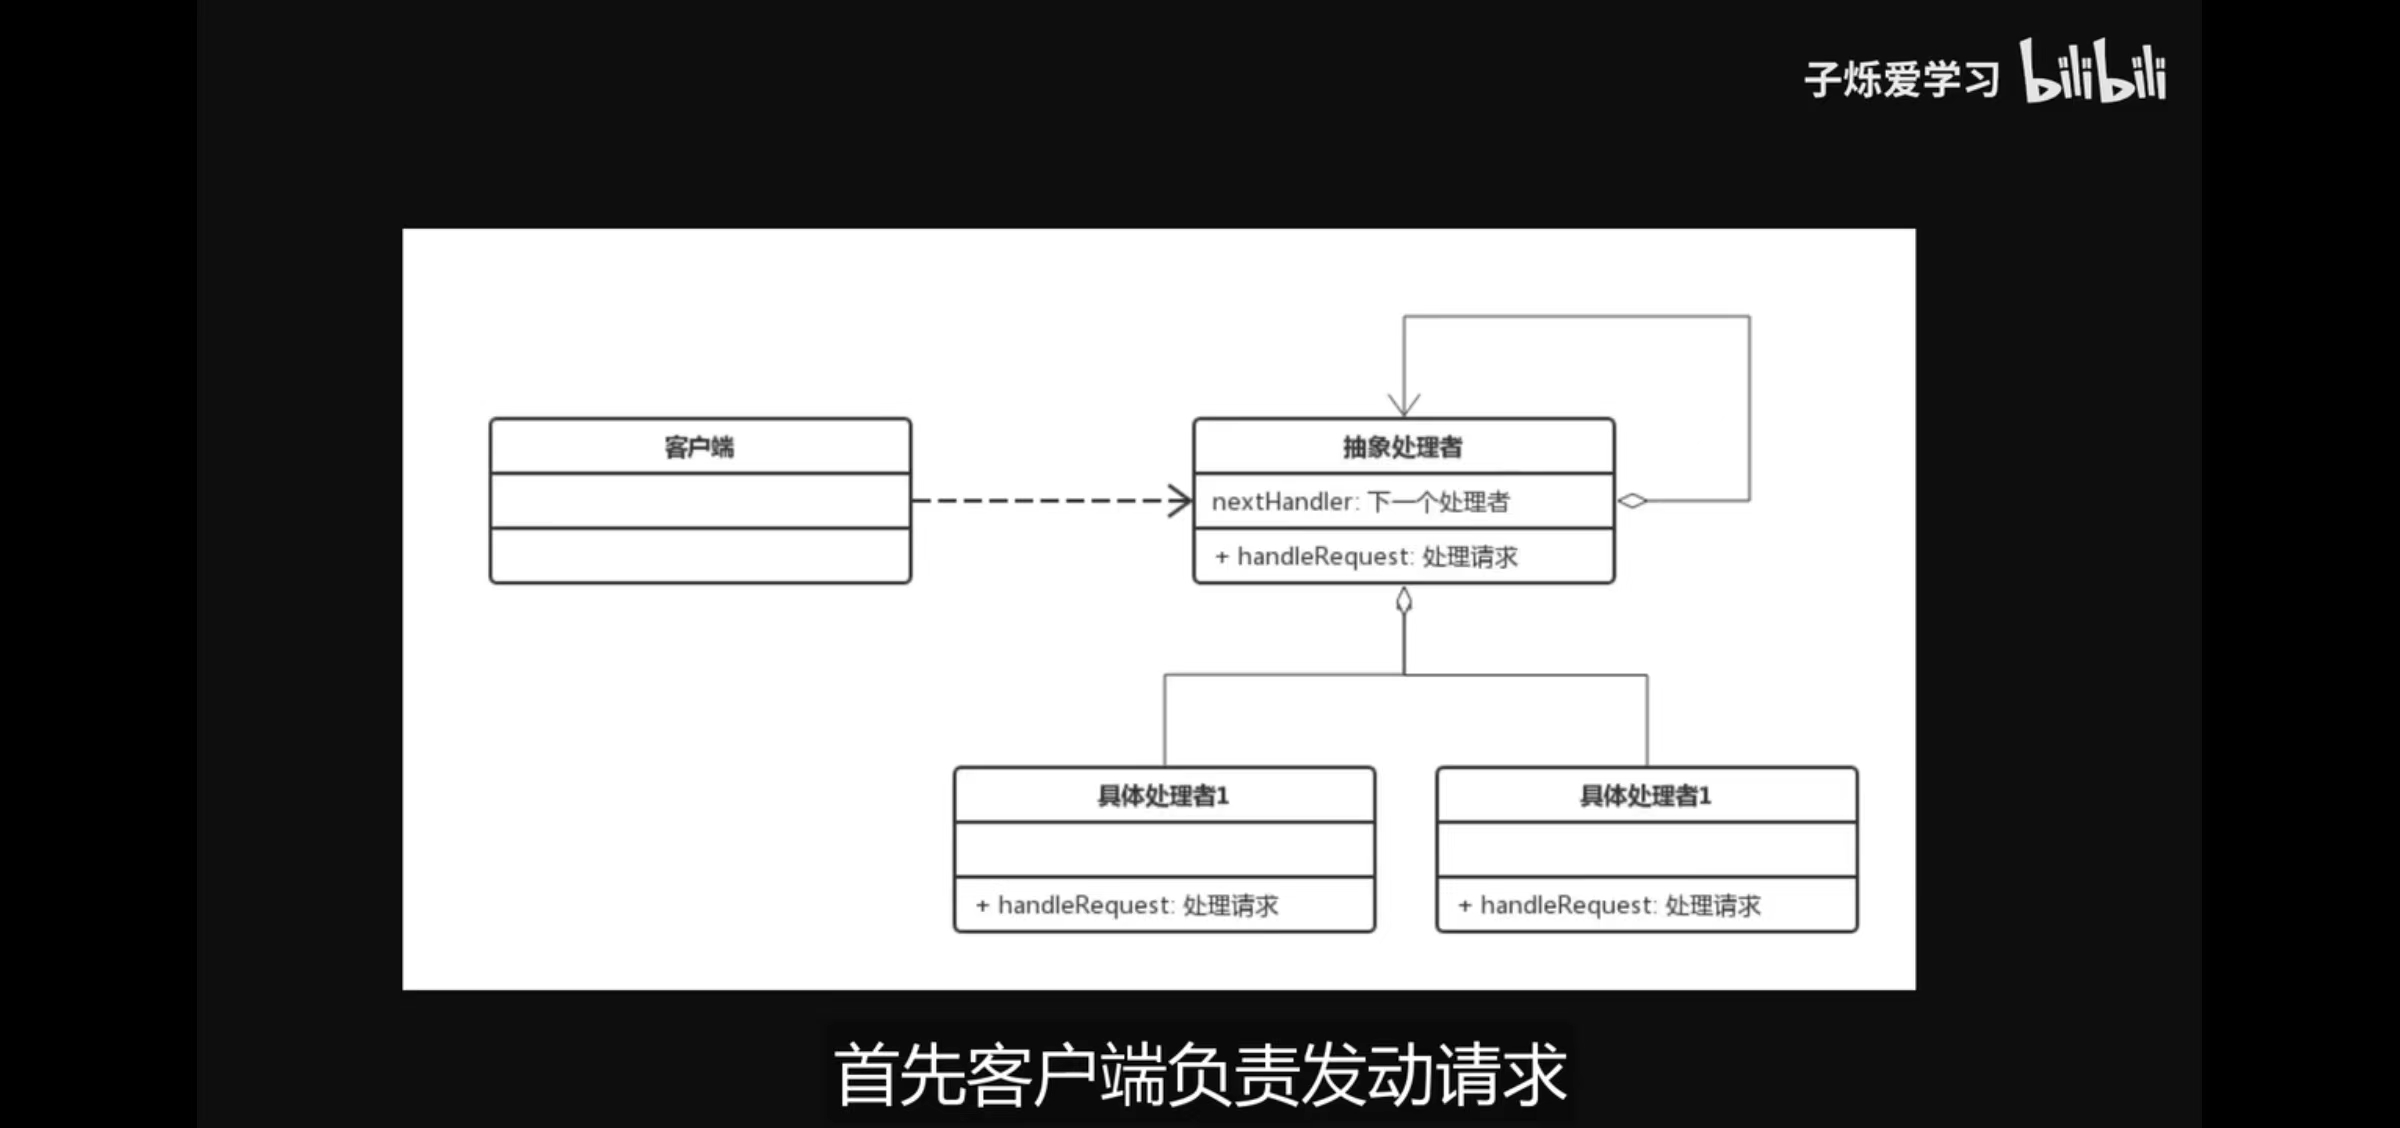 子烁爱学习 bilibili
客户端
抽象处理者
nextHandler: 下一个处理者
+ handleRequest: 处理请求
具体处理者1
+ handleRequest: 处理请求
具体处理者1
+ handleRequest: 处理请求
首先客户端负责发动请求